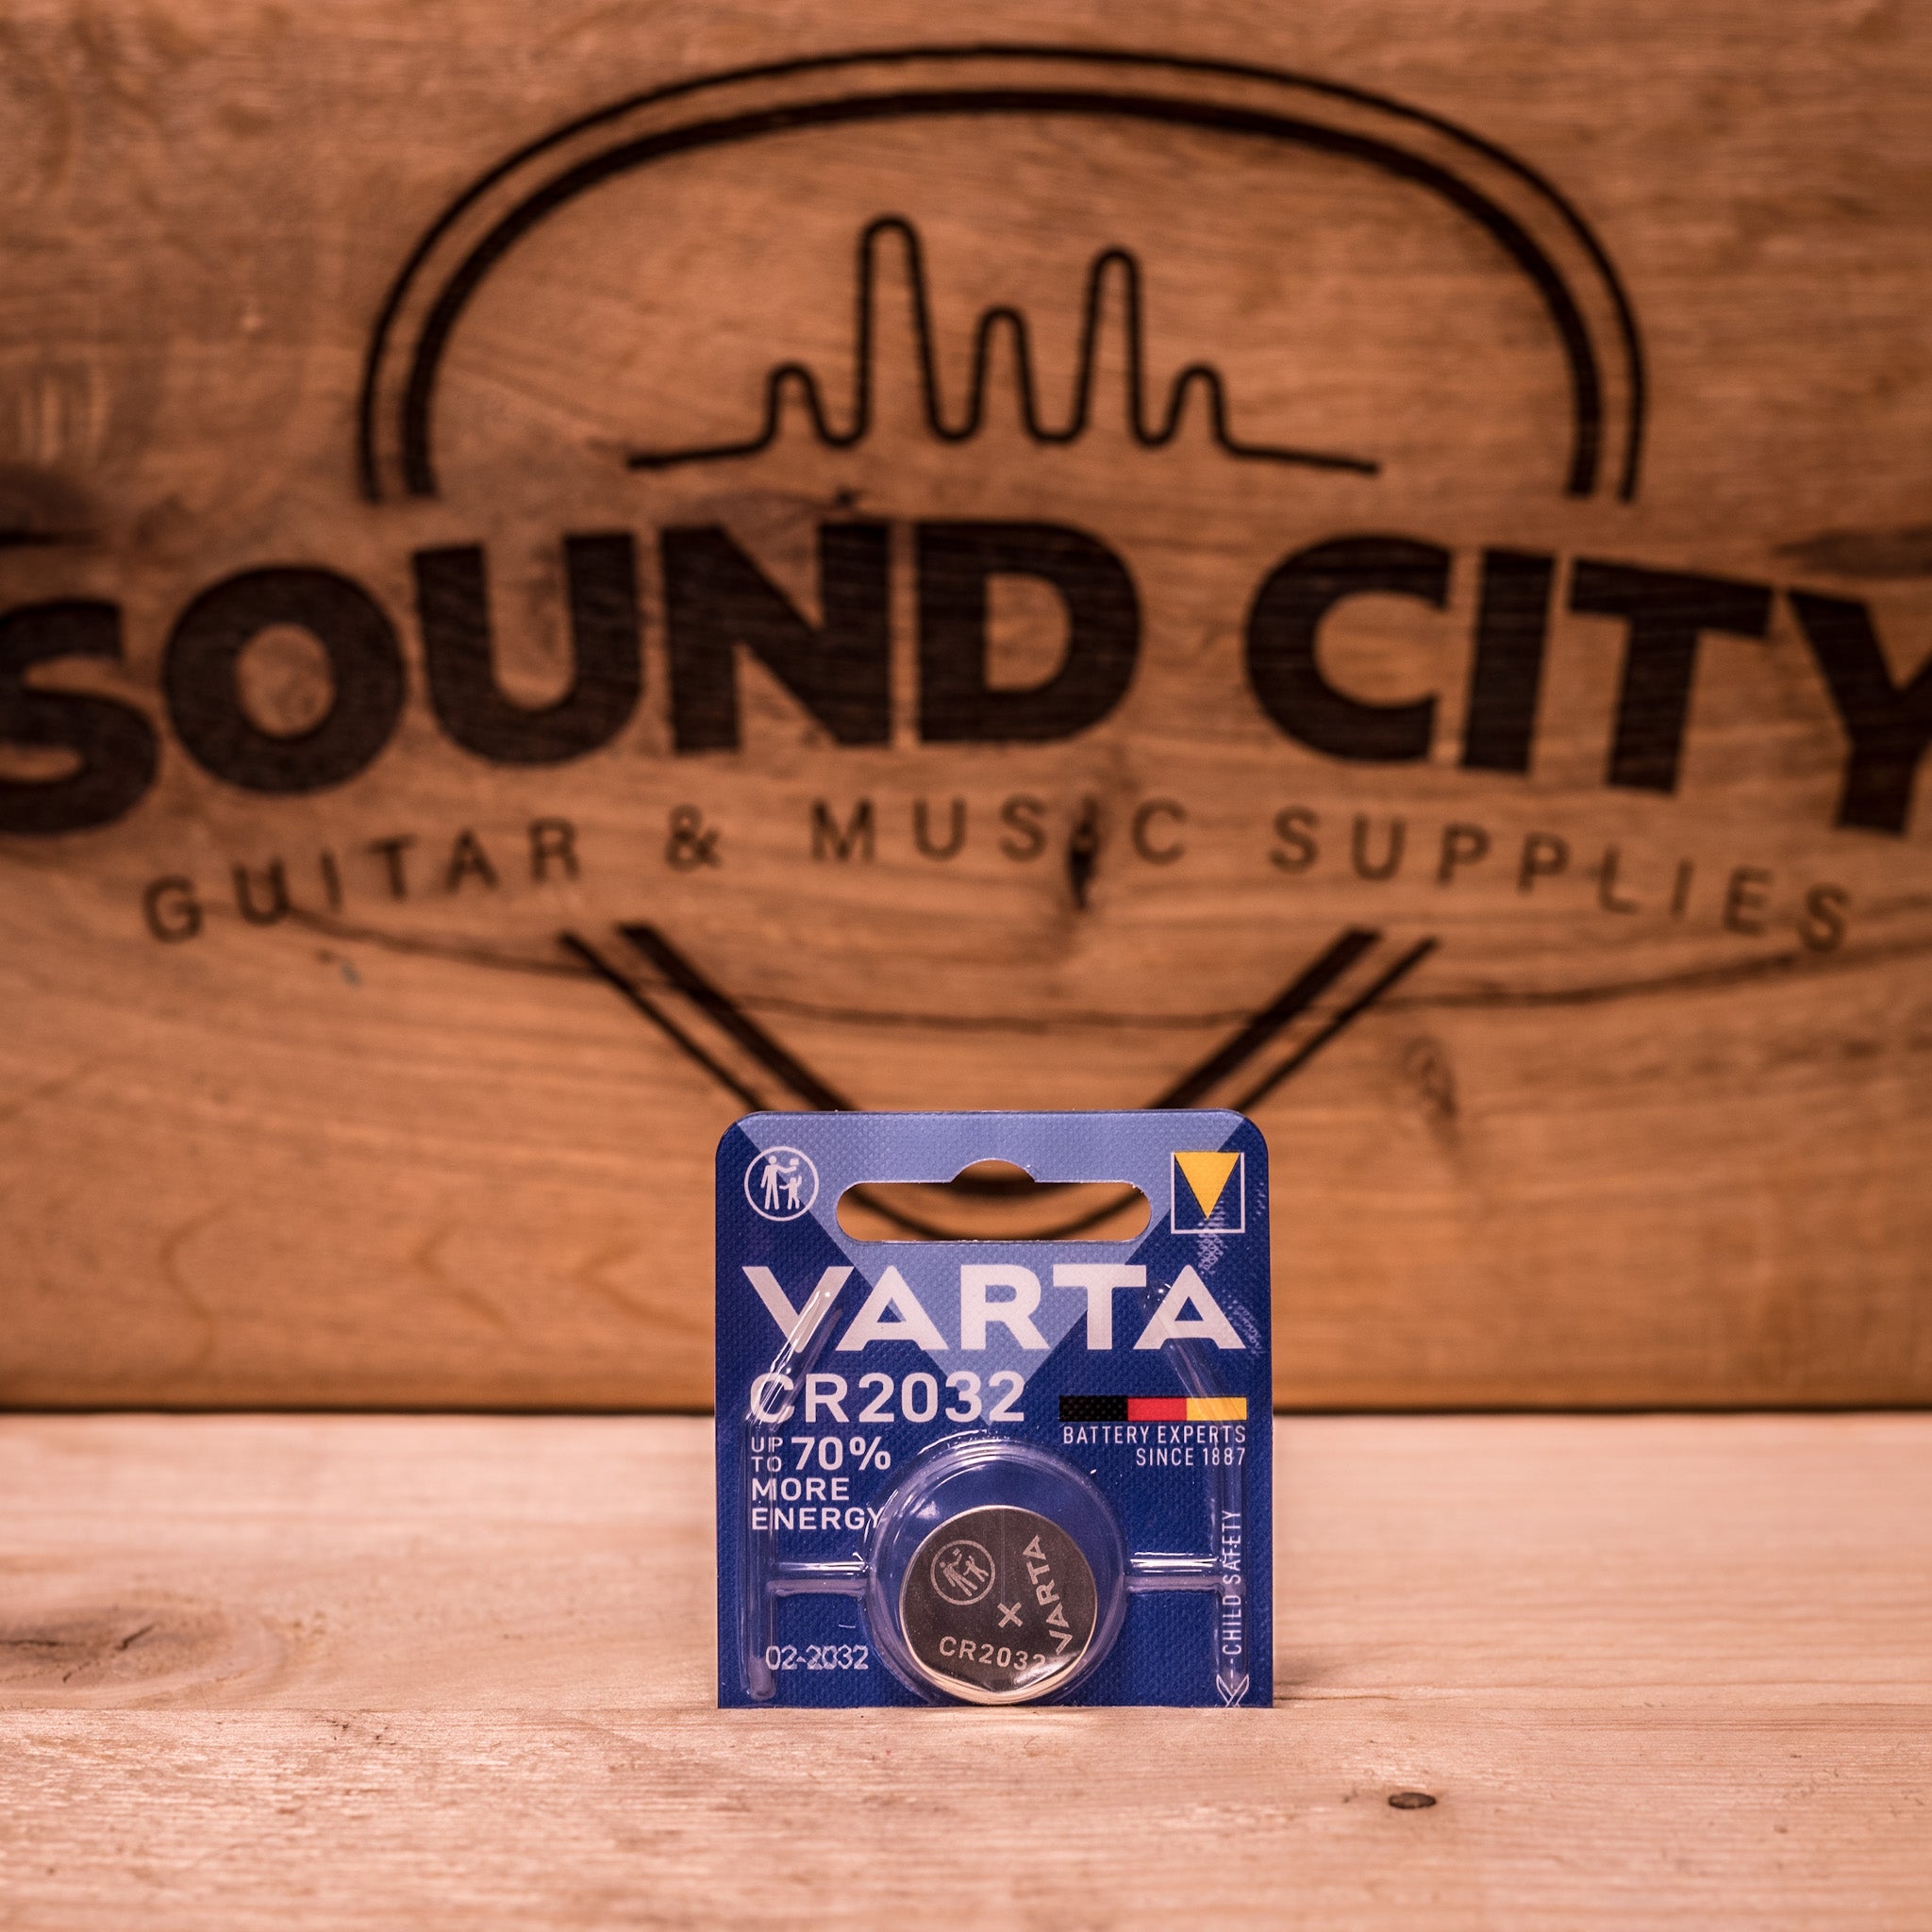 SOUND CITY
GUITAR & MUSIC SUPPLIES
VARTA
CR2032
UP TO 70%
MORE
ENERGY
BATTERY EXPERTS
SINCE 1887
CHILD SAFETY
VARTA
+
CR2032
02-2032